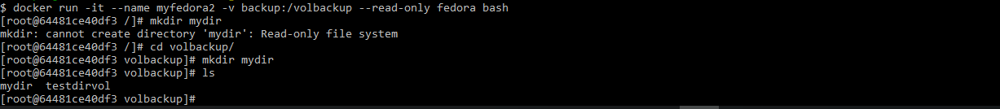 $ docker run -it --name myfedora2 -v backup:/volbackup --read-only fedora bash
[root@64481ce40df3 /]# mkdir mydir
mkdir: cannot create directory 'mydir': Read-only file system
[root@64481ce40df3 /]# cd volbackup/
[root@64481ce40df3 volbackup]# mkdir mydir
[root@64481ce40df3 volbackup]# ls
mydir  testdirvol
[root@64481ce40df3 volbackup]#